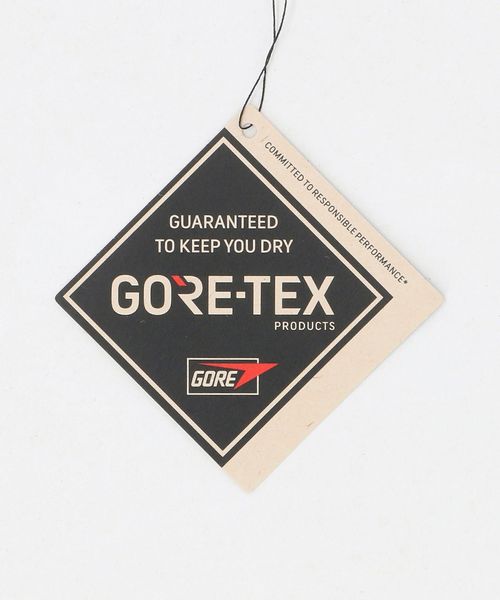 / COMMITTED TO RESPONSIBLE PERFORMANCE*
GUARANTEED
TO KEEP YOU DRY
GORE-TEX
PRODUCTS
GORE